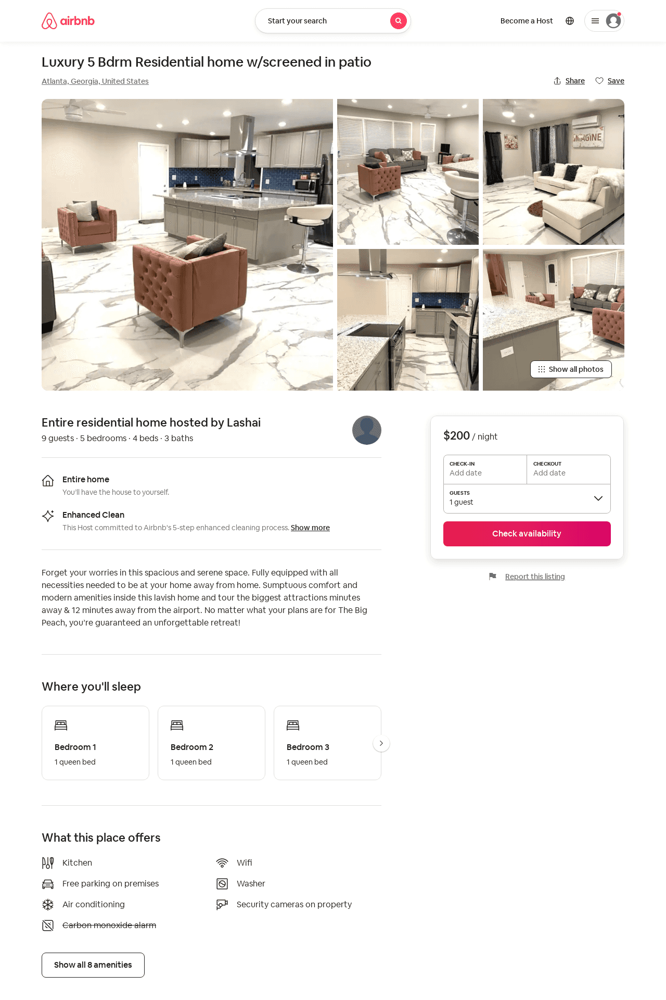 airbnb
Start your search
Become a Host
Luxury 5 Bdrm Residential home w/screened in patio
Atlanta, Georgia, United States
Share
Save
IMAGINE
Show all photos
Entire residential home hosted by Lashai
9 guests · 5 bedrooms · 4 beds · 3 baths
Entire home
You’ll have the house to yourself.
Enhanced Clean
This Host committed to Airbnb's 5-step enhanced cleaning process. Show more
Forget your worries in this spacious and serene space. Fully equipped with all
necessities needed to be at your home away from home. Sumptuous comfort and
modern amenities inside this lavish home and tour the biggest attractions minutes
away & 12 minutes away from the airport. No matter what your plans are for The Big
Peach, you’re guaranteed an unforgettable retreat!
Where you'll sleep
Bedroom 1
1 queen bed
Bedroom 2
1 queen bed
Bedroom 3
1 queen bed
What this place offers
Kitchen
Wifi
Free parking on premises
Washer
Air conditioning
Security cameras on property
Carbon monoxide alarm
Show all 8 amenities
$200 / night
CHECK-IN
Add date
CHECKOUT
Add date
GUESTS
1 guest
Check availability
Report this listing